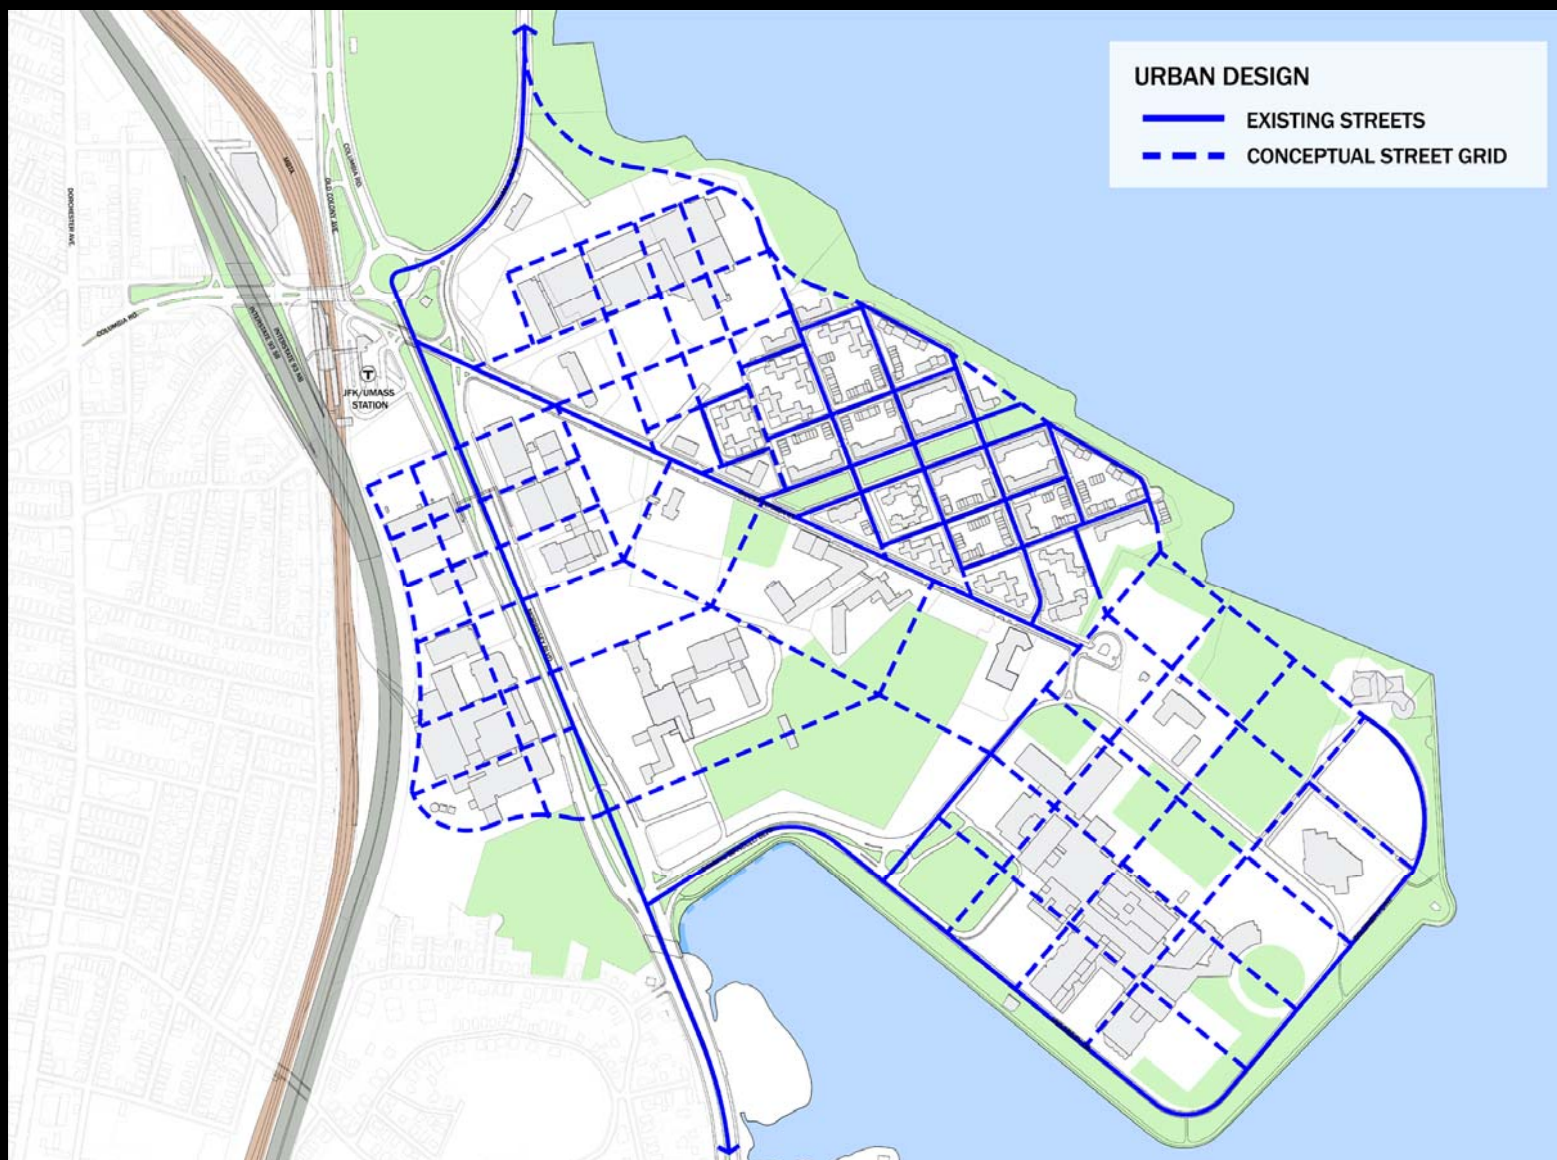 URBAN DESIGN
EXISTING STREETS
CONCEPTUAL STREET GRID
COLUMBIA RD.
MBTA
OLD COLONY AVE.
DORCHESTER AVE.
COLUMBIA RD.
T
JFK/UMASS
STATION